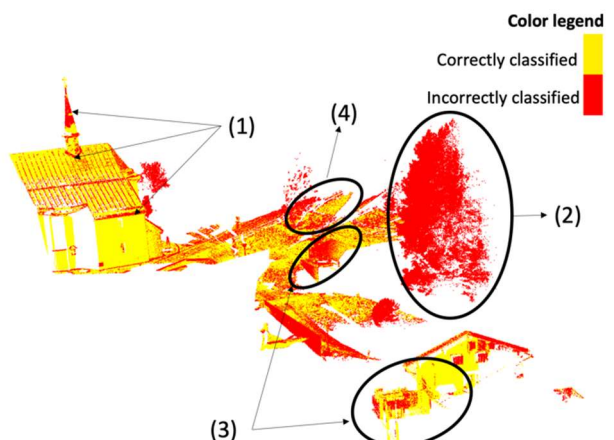 Color legend
Correctly classified
Incorrectly classified
(1)
(4)
(2)
(3)